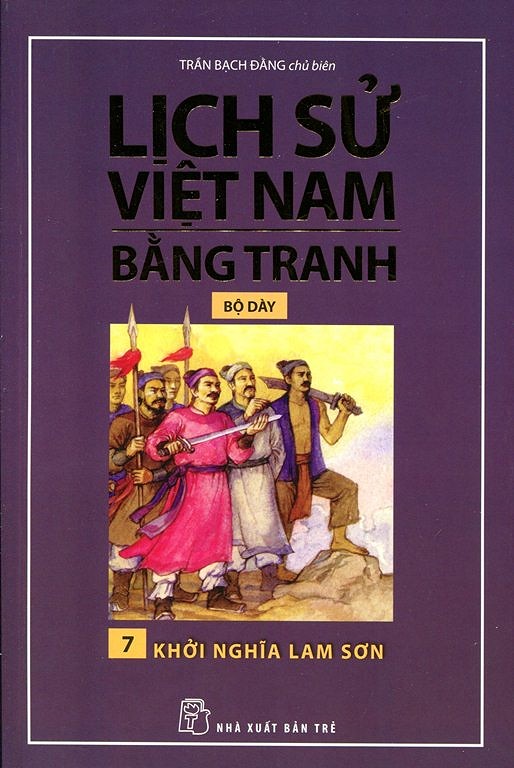 TRẦN BẠCH ĐẰNG chủ biên
LỊCH SỬ
VIỆT NAM
BẰNG TRANH
BỘ DÀY
7 KHỞI NGHĨA LAM SƠN
NHÀ XUẤT BẢN TRẺ